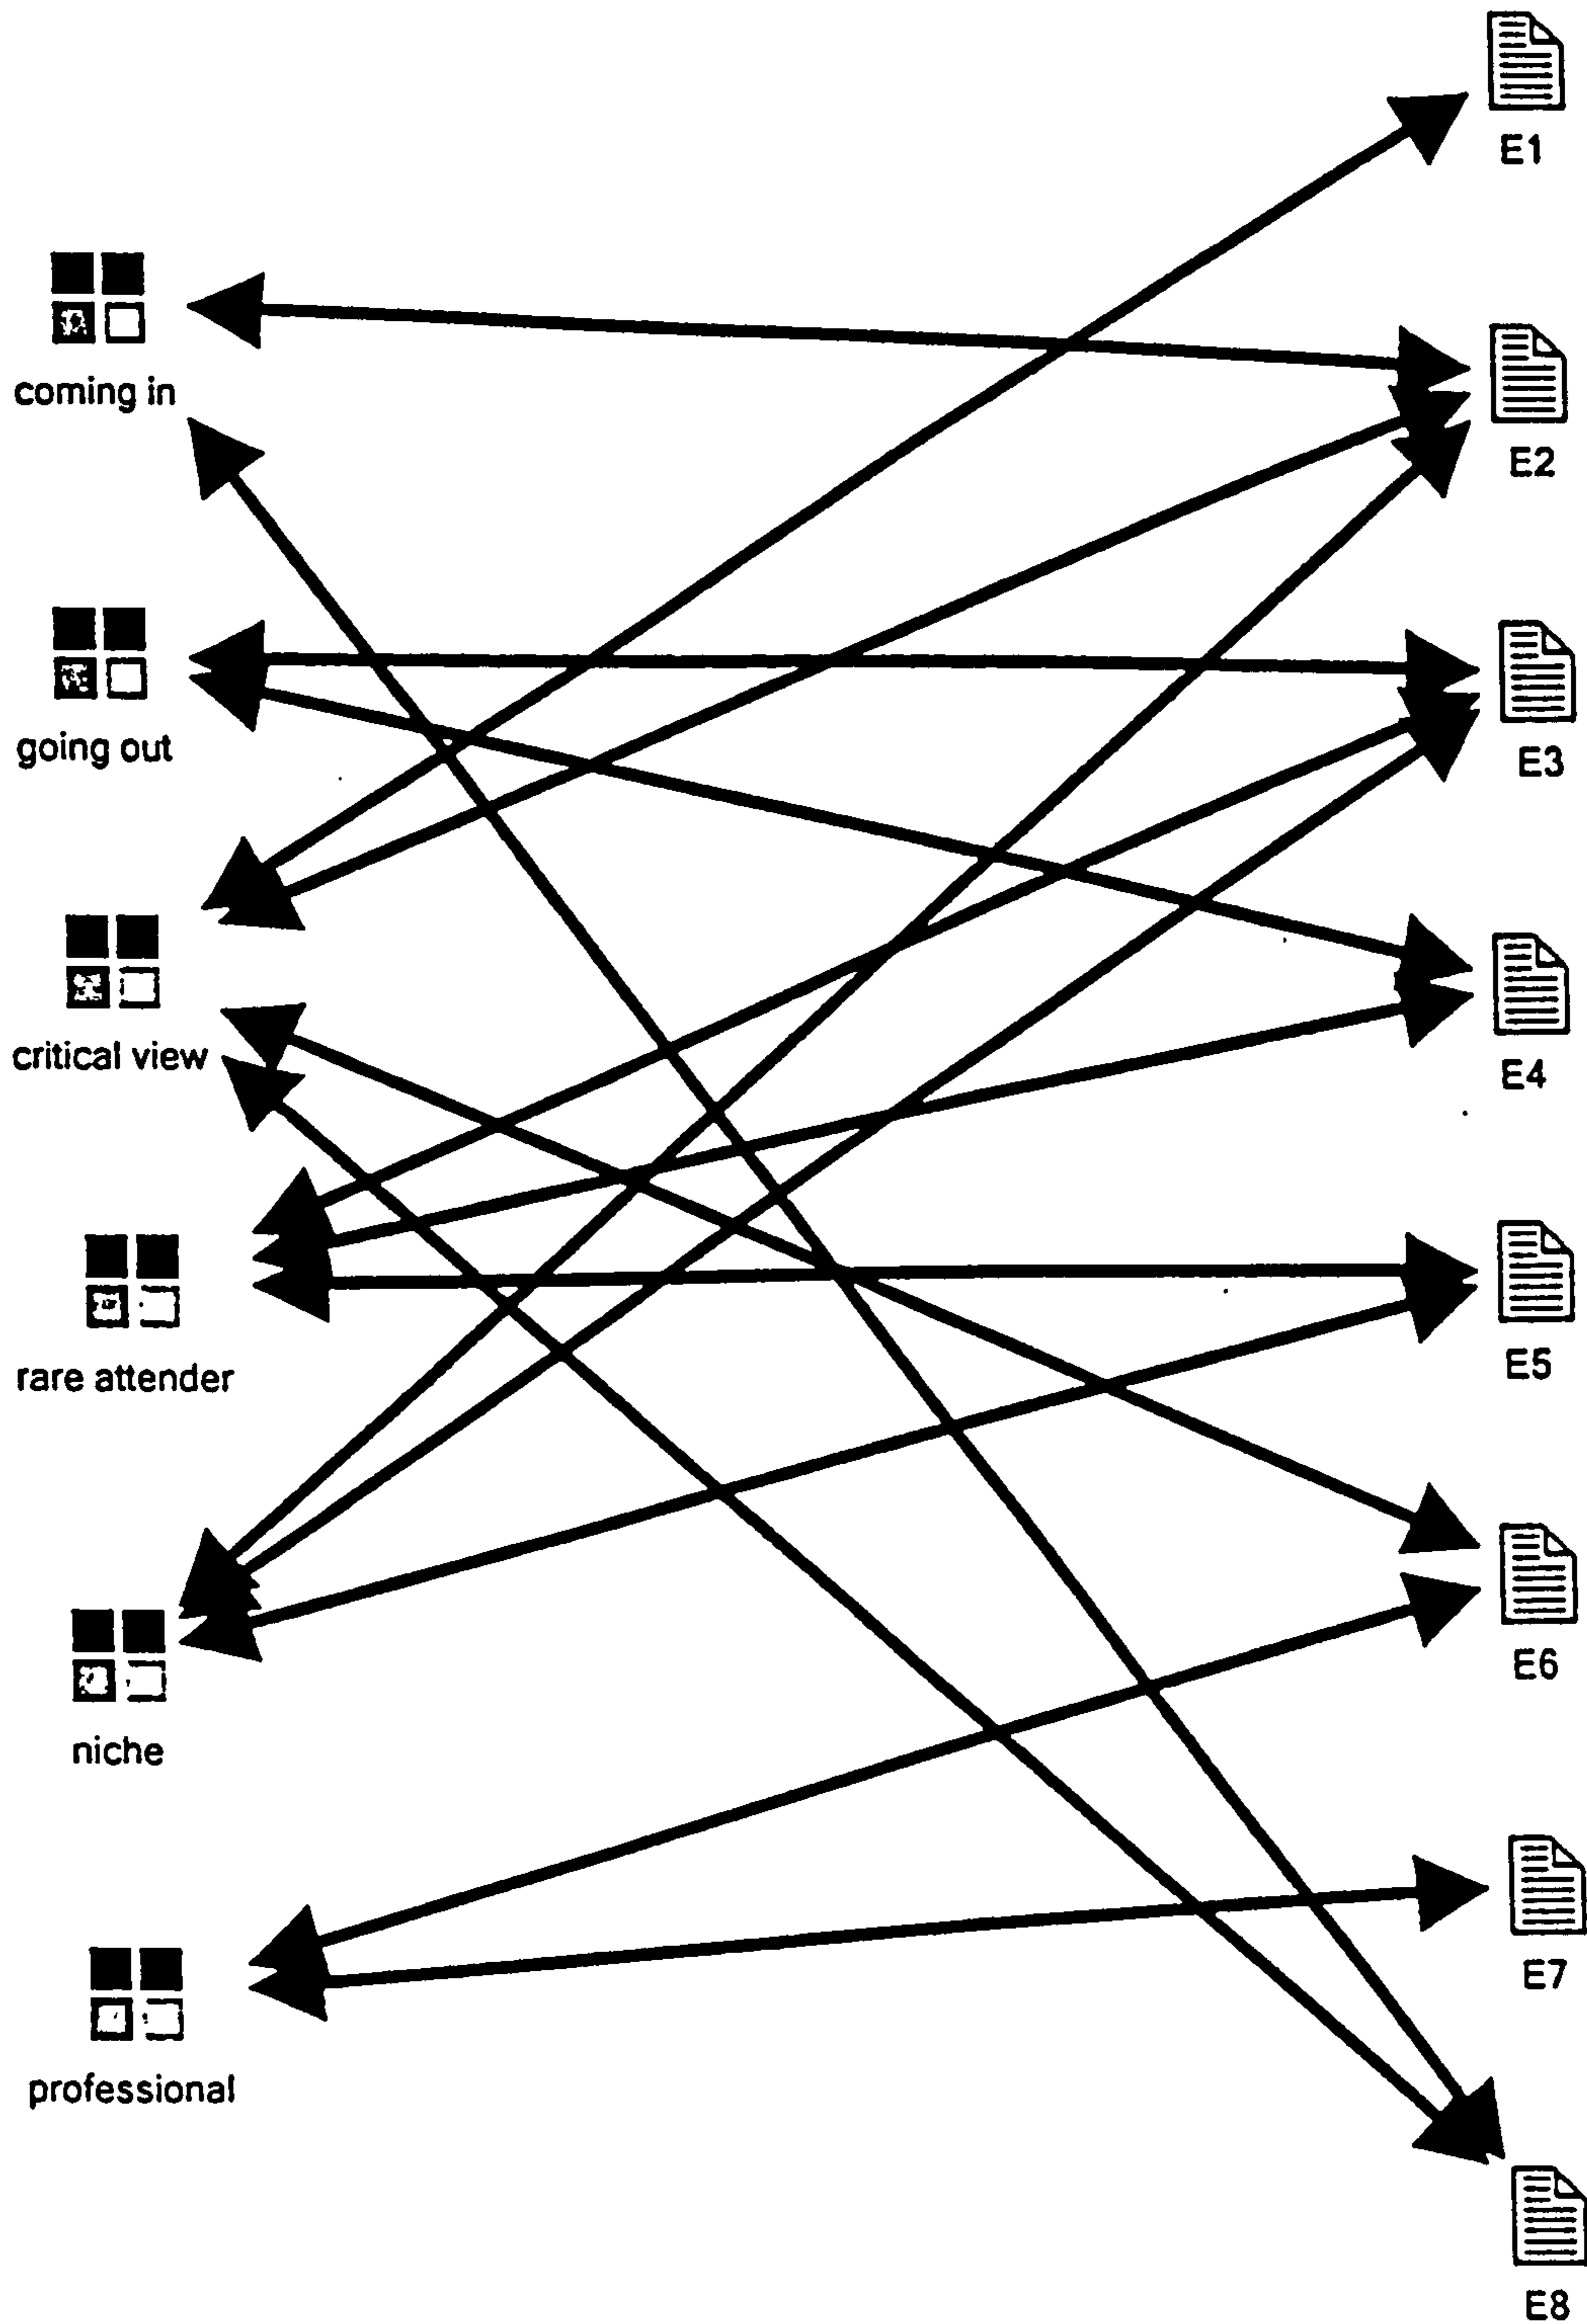 E1
coming in
E2
going out
E3
critical view
E4
rare attender
E5
niche
E6
professional
E7
E8